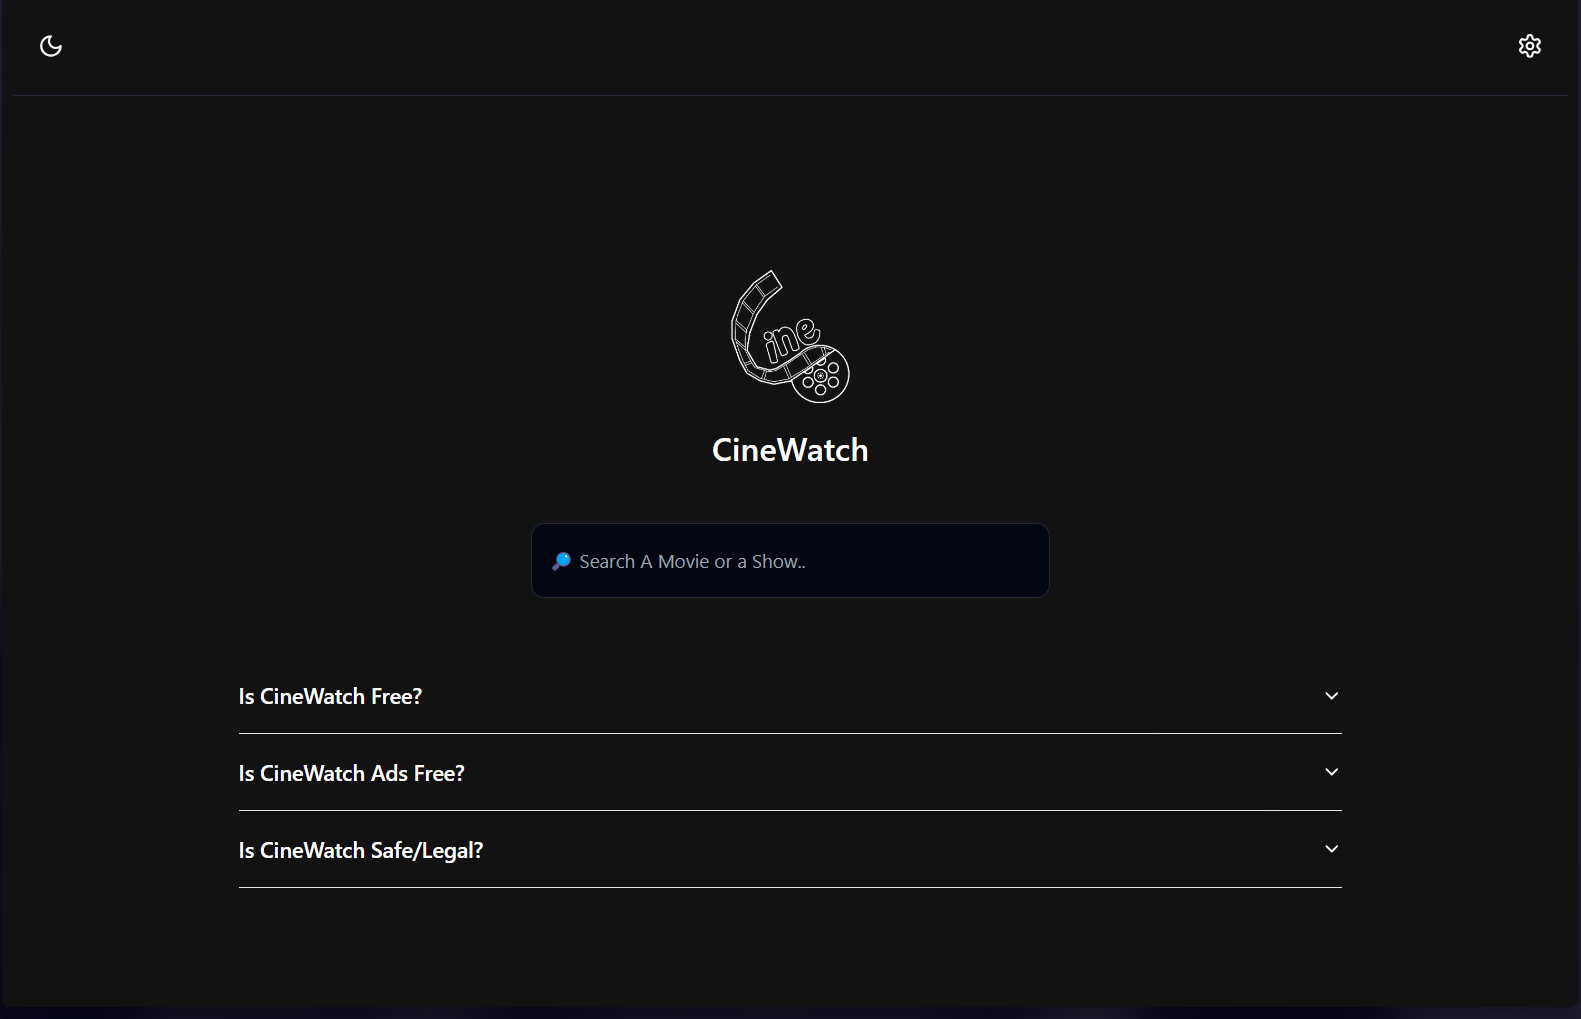 ine
CineWatch
🔎 Search A Movie or a Show..
Is CineWatch Free?
Is CineWatch Ads Free?
Is CineWatch Safe/Legal?